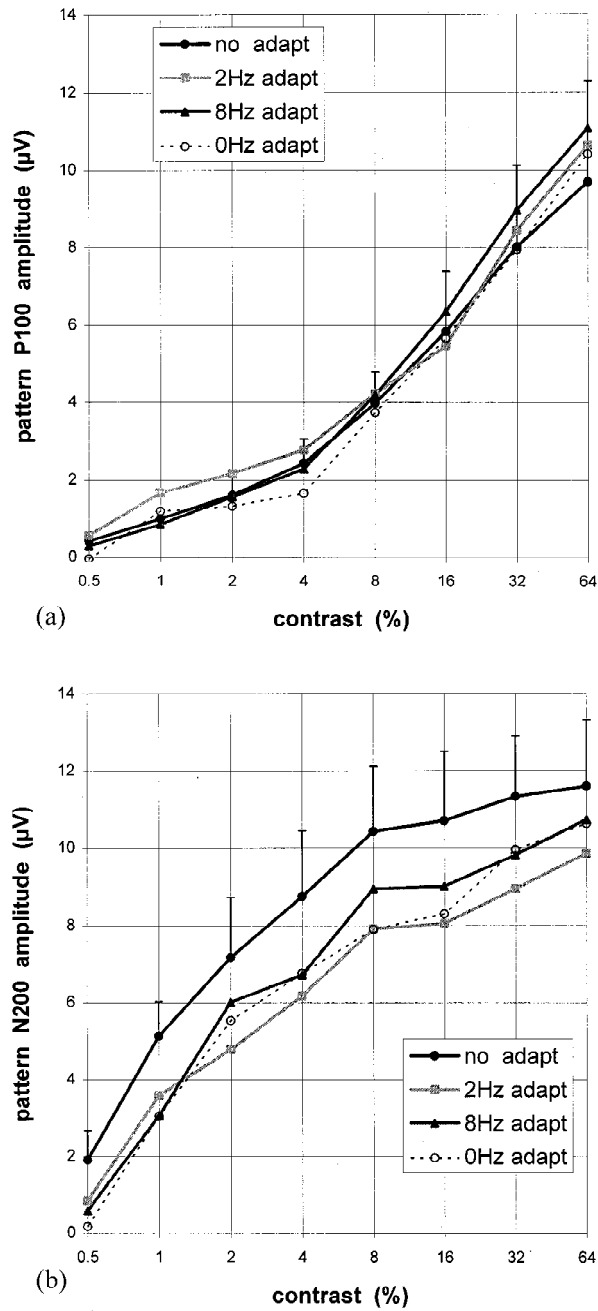 14
12
10
8
6
4
2
0
pattern P100 amplitude (µV)
no adapt
2Hz adapt
8Hz adapt
0Hz adapt
0.5 1 2 4 8 16 32 64
contrast (%)
(a)
14
12
10
8
6
4
2
0
pattern N200 amplitude (µV)
no adapt
2Hz adapt
8Hz adapt
0Hz adapt
0.5 1 2 4 8 16 32 64
contrast (%)
(b)